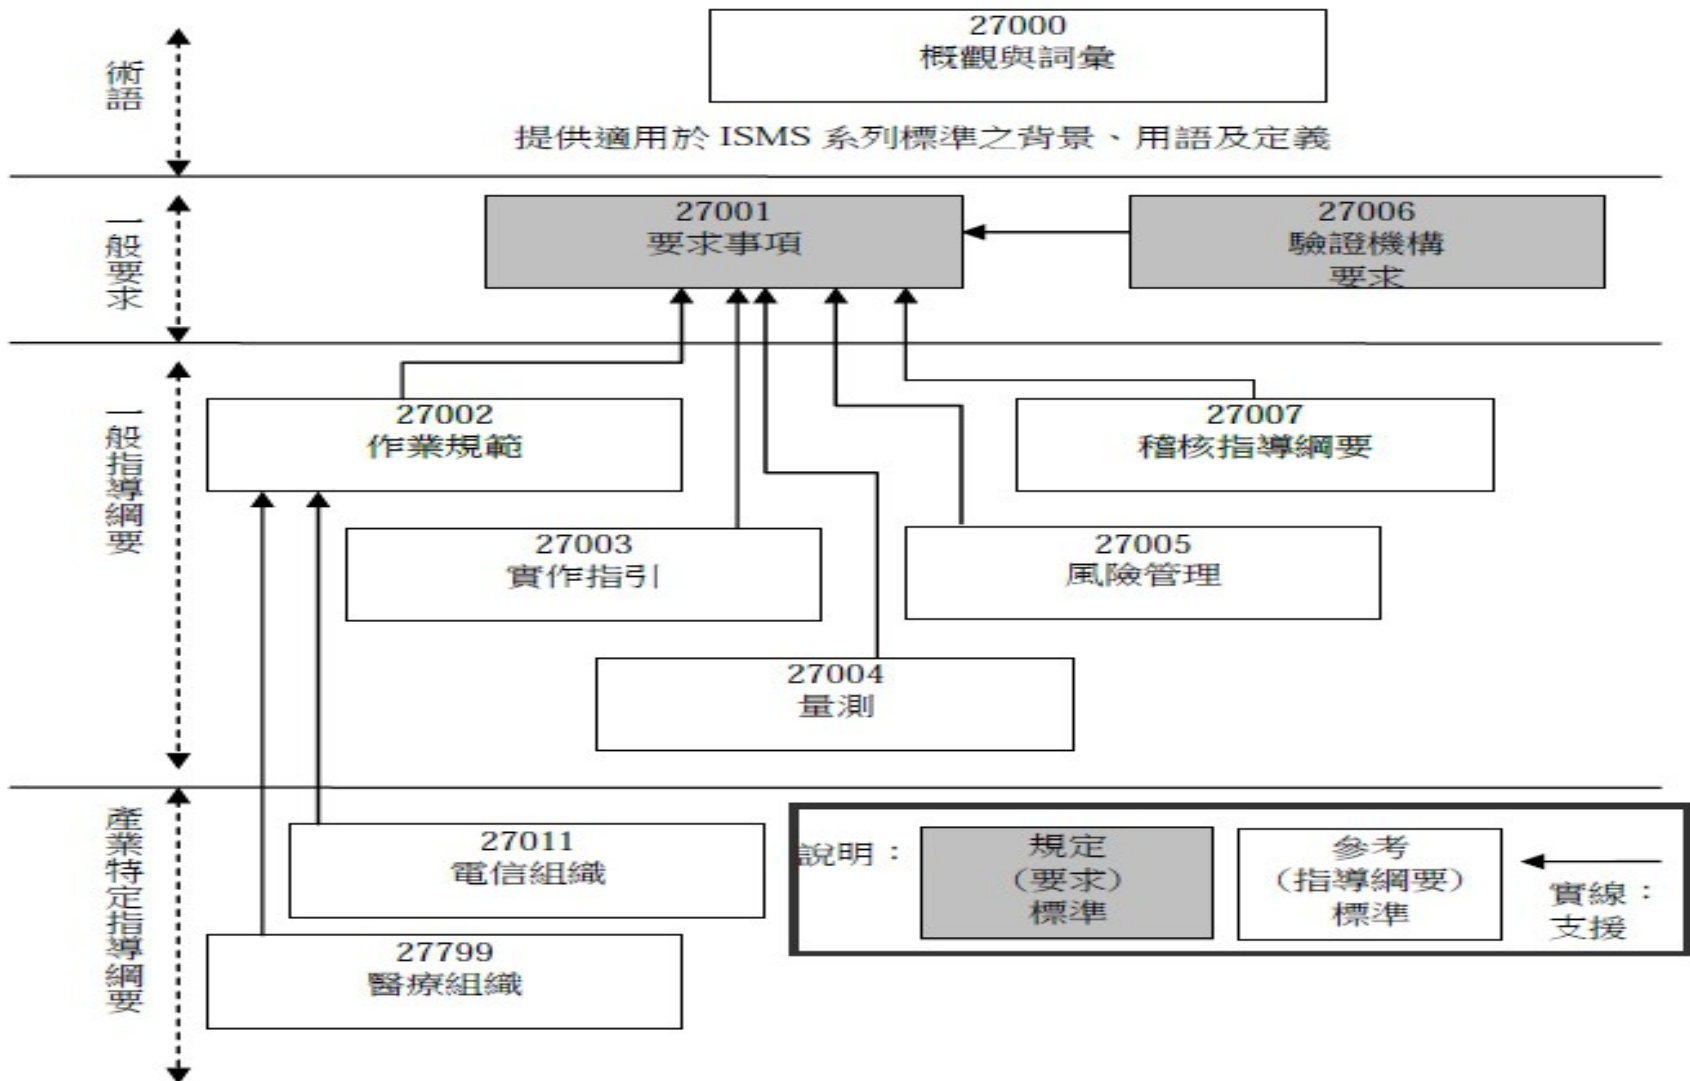 術語
27000
概觀與詞彙
提供適用於 ISMS 系列標準之背景、用語及定義
一般要求
27001
要求事項
27006
驗證機構
要求
一般指導綱要
27002
作業規範
27007
稽核指導綱要
27003
實作指引
27005
風險管理
27004
量測
產業特定指導綱要
27011
電信組織
27799
醫療組織
說明：
規定
（要求）
標準
參考
（指導綱要）
標準
實線：
支援